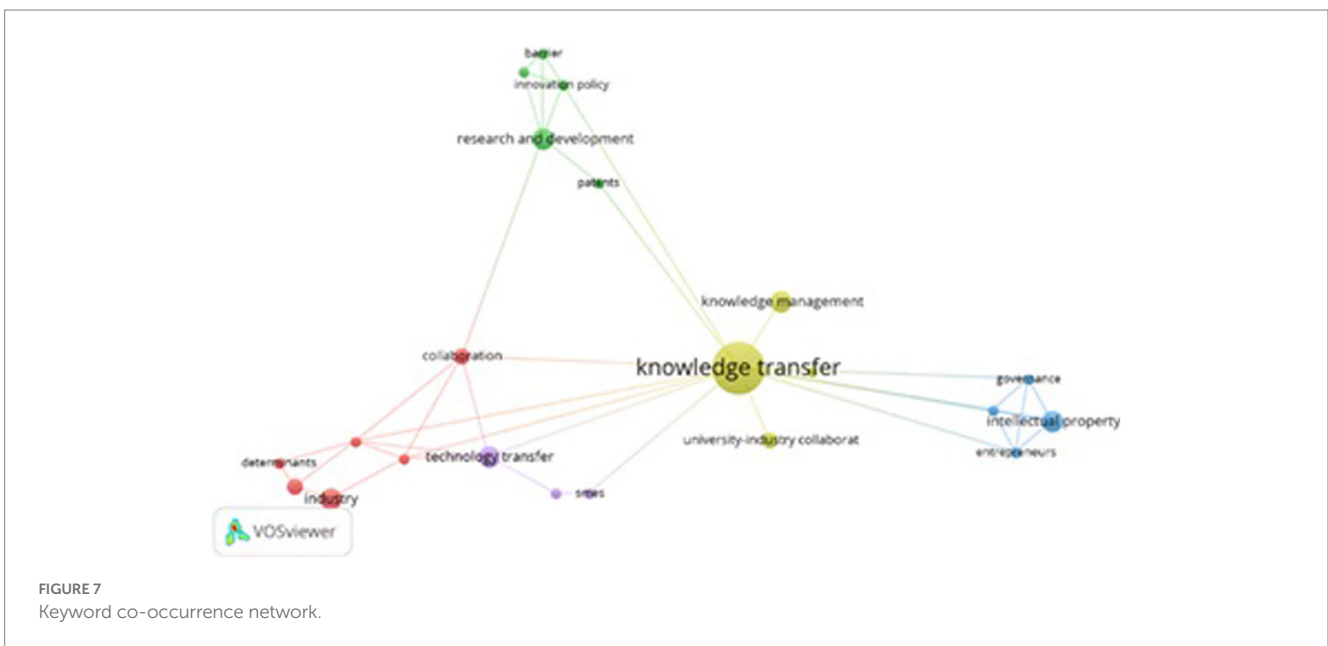 barrier
innovation policy
research and development
patents
knowledge management
collaboration
knowledge transfer
governance
intellectual property
university-industry collaborat
entrepreneurs
determinants
technology transfer
smes
industry
VOSviewer
FIGURE 7
Keyword co-occurrence network.